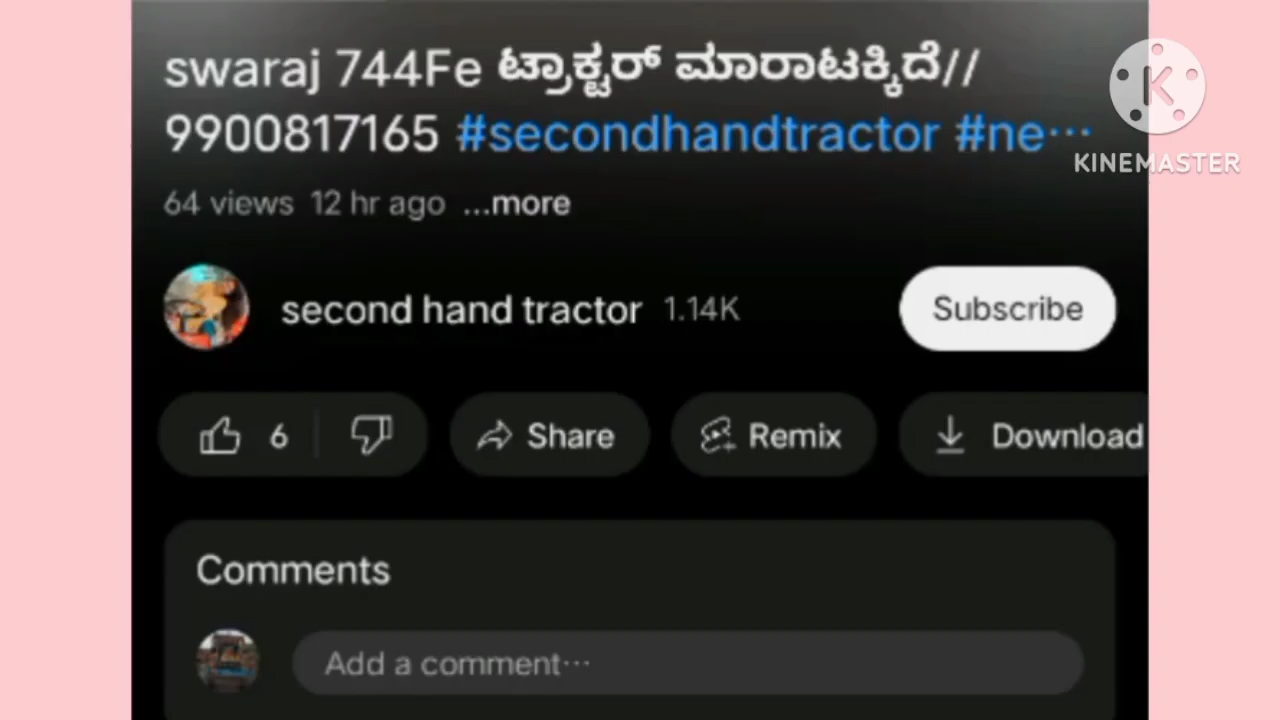 swaraj 744Fe ಟ್ರಾಕ್ಟರ್ ಮಾರಾಟಕ್ಕಿದೆ//
9900817165 #secondhandtractor #ne...
KINEMASTER
64 views 12 hr ago ...more
second hand tractor 1.14K
Subscribe
6
Share
Remix
Download
Comments
Add a comment...